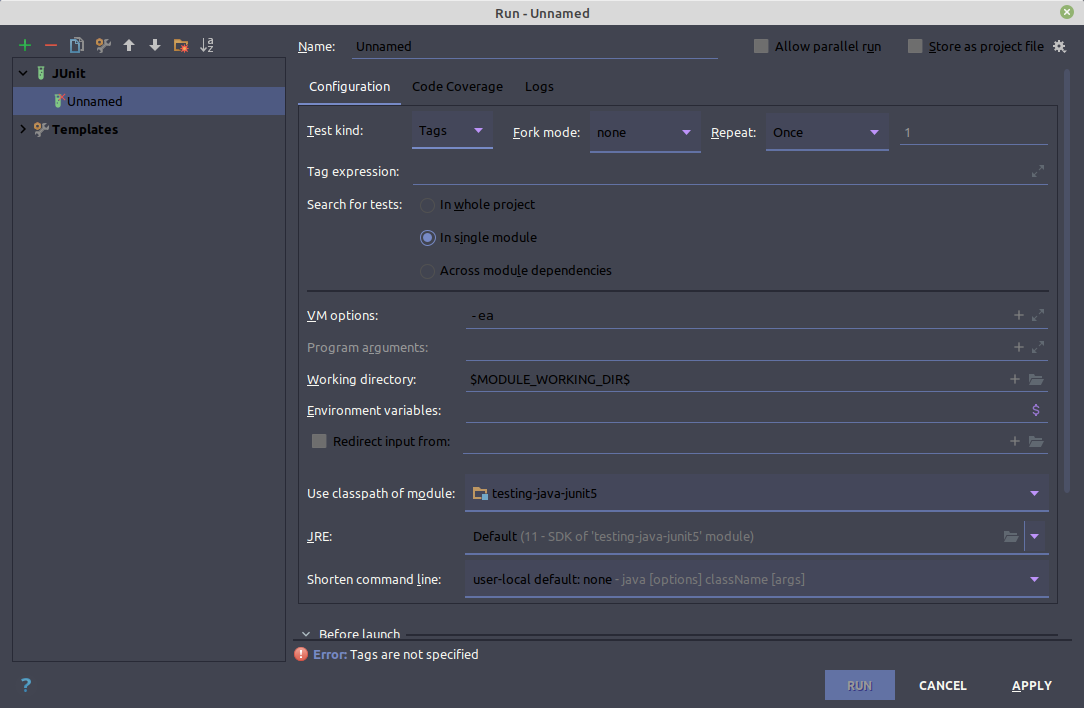 Run - Unnamed
Name: Unnamed Allow parallel run Store as project file
JUnit
Unnamed
Templates
Configuration Code Coverage Logs
Test kind: Tags Fork mode: none Repeat: Once 1
Tag expression:
Search for tests: In whole project
In single module
Across module dependencies
VM options: -ea
Program arguments:
Working directory: $MODULE_WORKING_DIR$
Environment variables: $
Redirect input from:
Use classpath of module: testing-java-junit5
JRE: Default (11 - SDK of 'testing-java-junit5' module)
Shorten command line: user-local default: none - java [options] className [args]
Before launch
Error: Tags are not specified
? RUN CANCEL APPLY